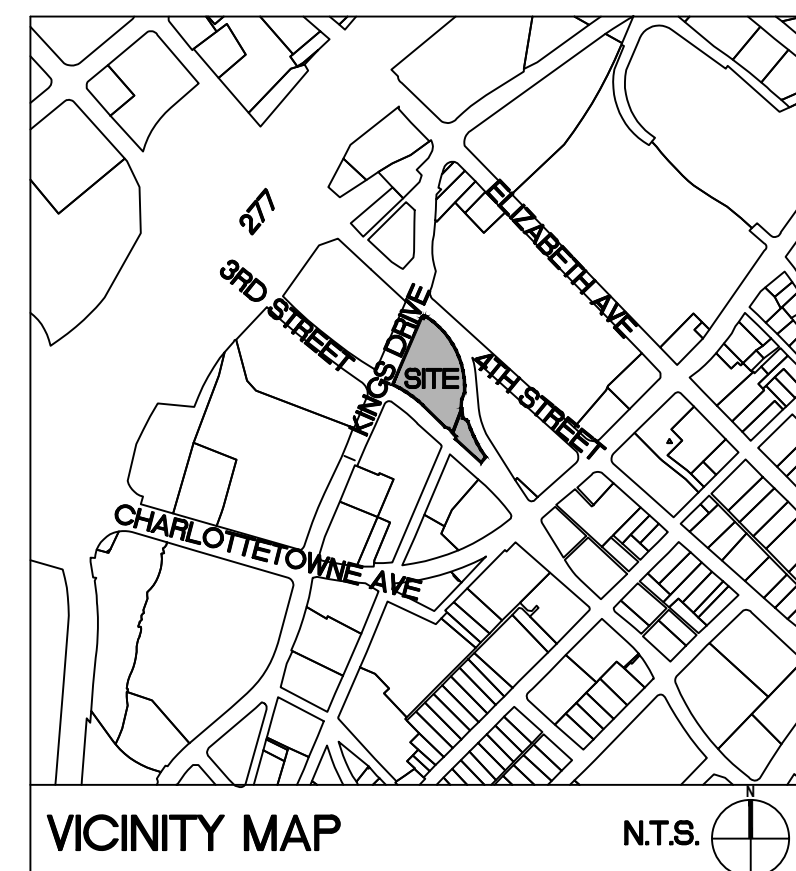 ELIZABETH AVE
277
3RD STREET
KINGS DRIVE
SITE
4TH STREET
CHARLOTTETOWNE AVE
N
VICINITY MAP
N.T.S.